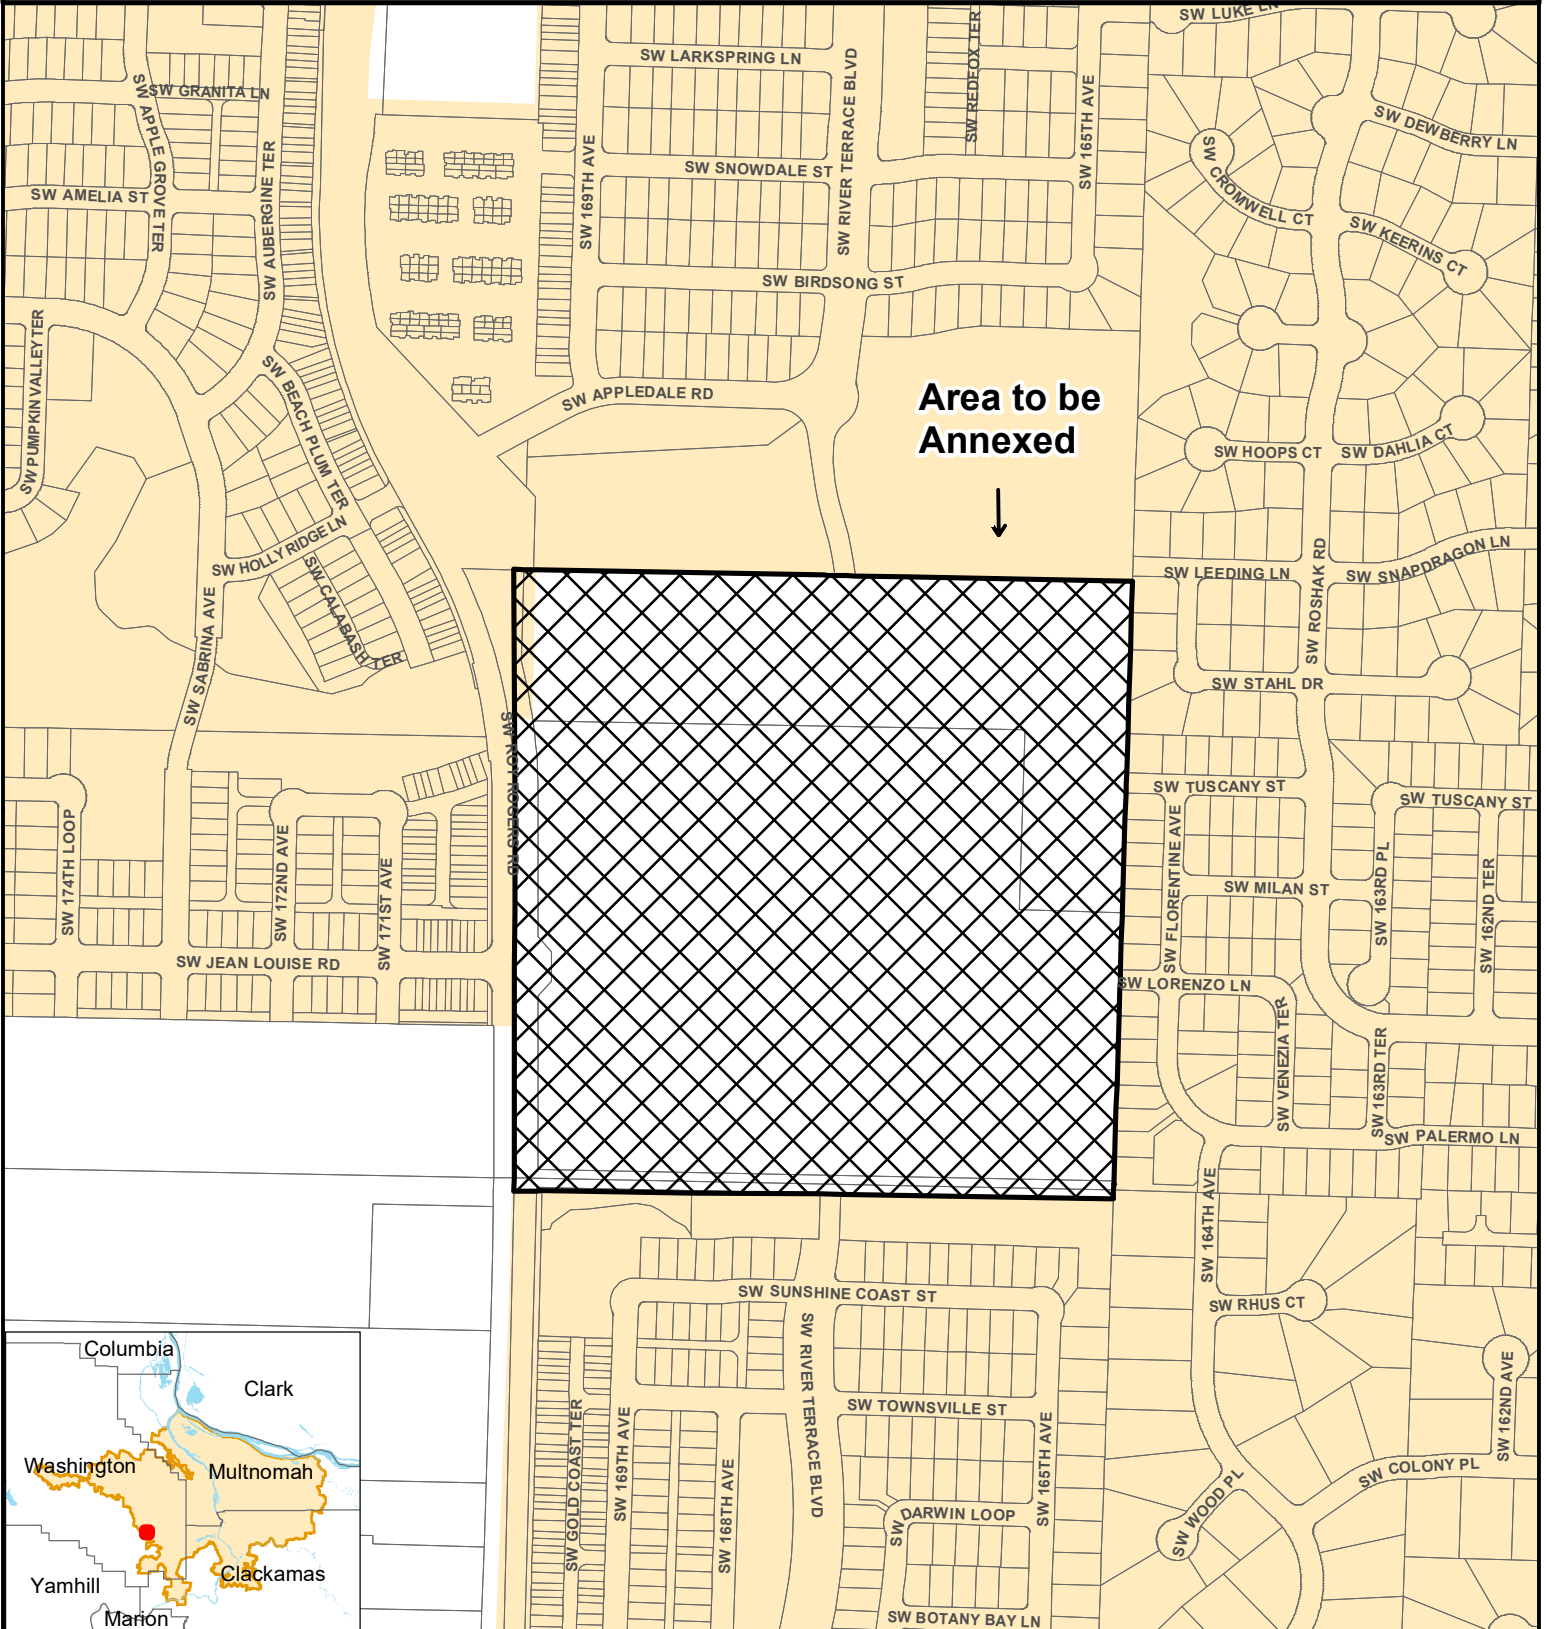 SW LUKE LN
SW LARKSPRING LN
SW REDFOX TER
SW GRANITA LN
SW APPLE GROVE TER
SW RIVER TERRACE BLVD
SW 165TH AVE
SW DEWBERRY LN
SW CROMWELL CT
SW AMELIA ST
SW AUBERGINE TER
SW 169TH AVE
SW SNOWDALE ST
SW KEERINS CT
SW BIRDSONG ST
SW PUMPKIN VALLEY TER
SW BEACH PLUM TER
SW APPLEDALE RD
Area to be
Annexed
SW HOOPS CT
SW DAHLIA CT
SW HOLLY RIDGE LN
SW CALABASH TER
SW LEEDING LN
SW ROSHAK RD
SW SNAPDRAGON LN
SW SABRINA AVE
SW STAHL DR
SW ROY ROGERS RD
SW TUSCANY ST
SW TUSCANY ST
SW 174TH LOOP
SW 172ND AVE
SW 171ST AVE
SW FLORENTINE AVE
SW MILAN ST
SW 163RD PL
SW 162ND TER
SW JEAN LOUISE RD
SW LORENZO LN
SW VENEZIA TER
SW 163RD TER
SW PALERMO LN
SW 164TH AVE
SW SUNSHINE COAST ST
SW RHUS CT
SW RIVER TERRACE BLVD
SW 162ND AVE
SW GOLD COAST TER
SW 169TH AVE
SW 168TH AVE
SW TOWNSVILLE ST
SW 165TH AVE
SW COLONY PL
SW WOOD PL
SW DARWIN LOOP
SW BOTANY BAY LN
Columbia
Clark
Washington
Multnomah
Yamhill
Clackamas
Marion